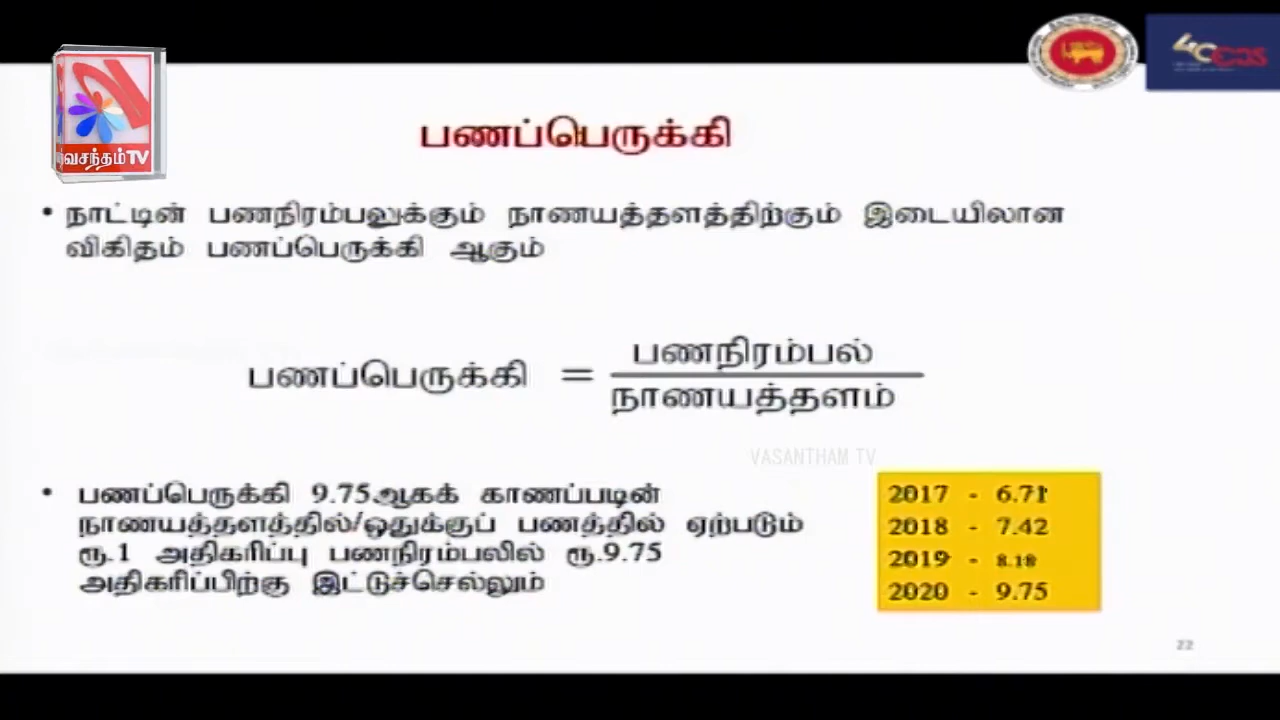 வசந்தம்TV
பணப்பெருக்கி
• நாட்டின் பணநிரம்பலுக்கும் நாணயத்தளத்திற்கும் இடையிலான
விகிதம் பணப்பெருக்கி ஆகும்
பணப்பெருக்கி = பணநிரம்பல்
நாணயத்தளம்
VASANTHAM TV
• பணப்பெருக்கி 9.75ஆகக் காணப்படின்
நாணயத்தளத்தில்/ஒதுக்குப் பணத்தில் ஏற்படும்
ரூ.1 அதிகரிப்பு பணநிரம்பலில் ரூ.9.75
அதிகரிப்பிற்கு இட்டுச்செல்லும்
2017 - 6.71
2018 - 7.42
2019 - 8.18
2020 - 9.75
22